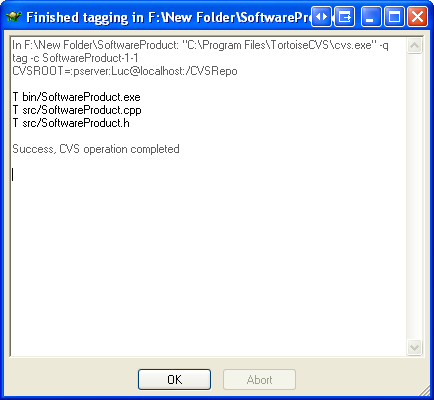 Finished tagging in F:\New Folder\SoftwarePro
In F:\New Folder\SoftwareProduct: "C:\Program Files\TortoiseCVS\cvs.exe" -q
tag -c SoftwareProduct-1-1
CVSROOT=:pserver:Luc@localhost:/CVSRepo
T bin/SoftwareProduct.exe
T src/SoftwareProduct.cpp
T src/SoftwareProduct.h
Success, CVS operation completed
OK
Abort